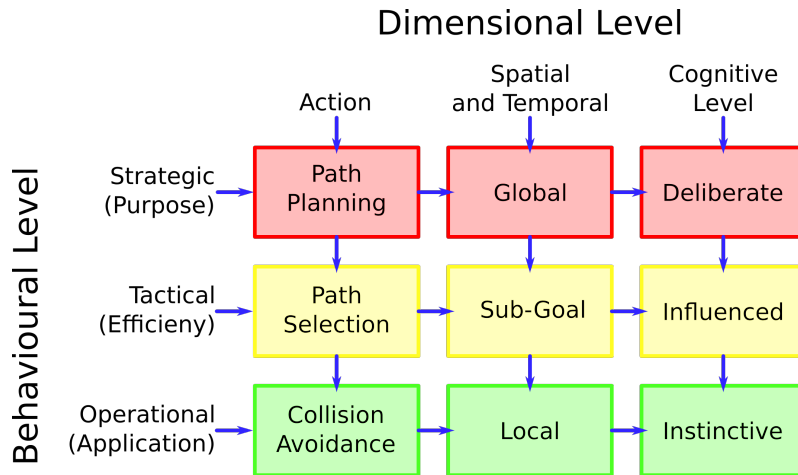 Dimensional Level
Action
Spatial
and Temporal
Cognitive
Level
Behavioural Level
Strategic
(Purpose)
Path
Planning
Global
Deliberate
Tactical
(Efficieny)
Path
Selection
Sub-Goal
Influenced
Operational
(Application)
Collision
Avoidance
Local
Instinctive